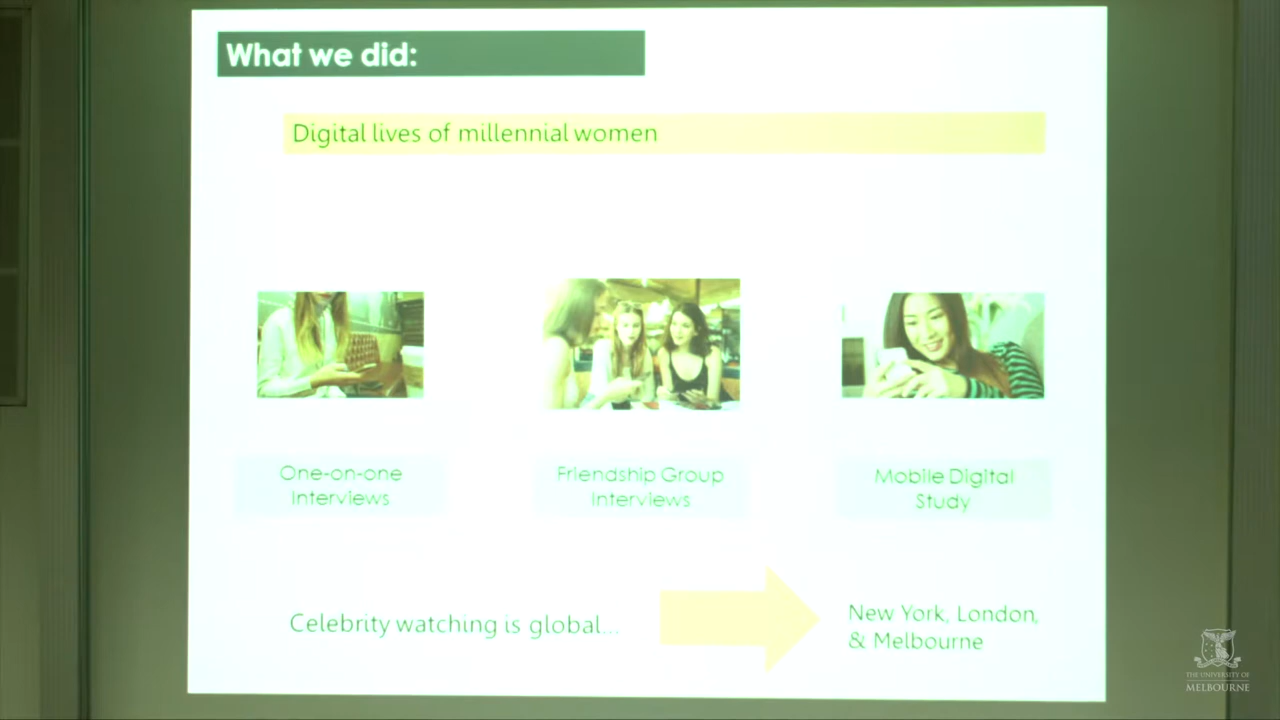 What we did:
Digital lives of millennial women
One-on-one
Interviews
Friendship Group
Interviews
Mobile Digital
Study
Celebrity watching is global...
New York, London,
& Melbourne
THE UNIVERSITY OF
MELBOURNE